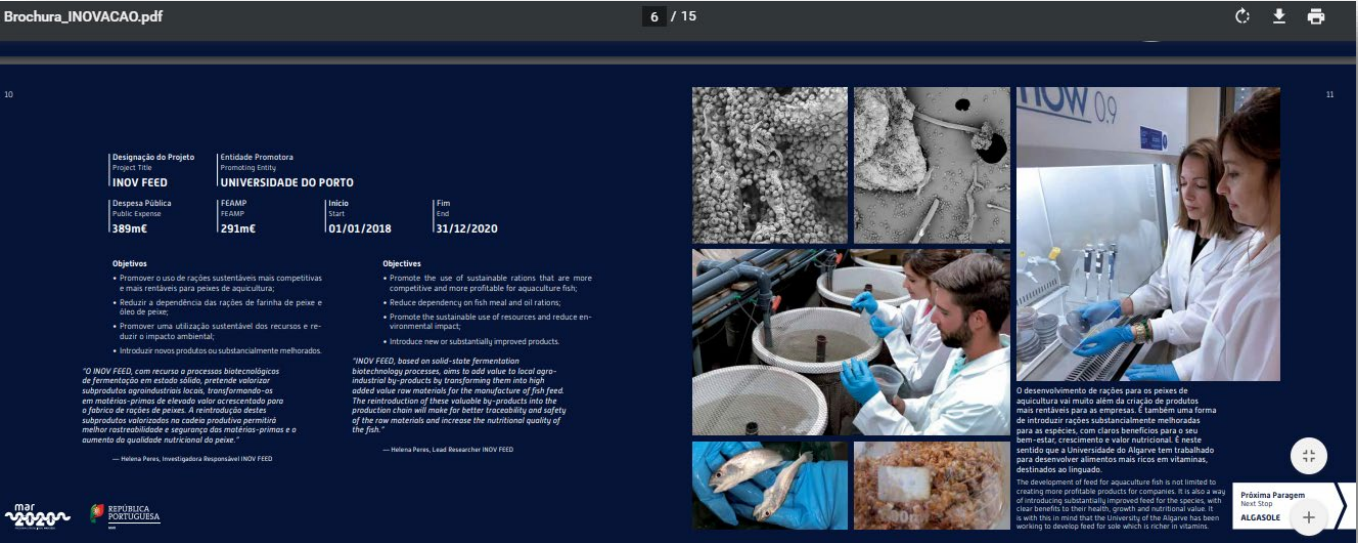 Brochura_INOVACAO.pdf
6 / 15
10
11
Designação do Projeto
Project Title
INOV FEED
Entidade Promotora
Promoting Entity
UNIVERSIDADE DO PORTO
Despesa Pública
Public Expense
389m€
FEAMP
FEAMP
291m€
Início
Start
01/01/2018
Fim
End
31/12/2020
Objetivos
• Promover o uso de rações sustentáveis mais competitivas
e mais rentáveis para peixes de aquicultura;
• Reduzir a dependência das rações de farinha de peixe e
óleo de peixe;
• Promover uma utilização sustentável dos recursos e re-
duzir o impacto ambiental;
• Introduzir novos produtos ou substancialmente melhorados.
"O INOV FEED, com recurso a processos biotecnológicos
de fermentação em estado sólido, pretende valorizar
subprodutos agroindustriais locais, transformando-os
em matérias-primas de elevado valor acrescentado para
o fabrico de rações de peixes. A reintrodução destes
subprodutos valorizados na cadeia produtiva permitirá
melhor rastreabilidade e segurança das matérias-primas e o
aumento da qualidade nutricional do peixe."
— Helena Peres, Investigadora Responsável INOV FEED
Objectives
• Promote the use of sustainable rations that are more
competitive and more profitable for aquaculture fish;
• Reduce dependency on fish meal and oil rations;
• Promote the sustainable use of resources and reduce en-
vironmental impact;
• Introduce new or substantially improved products.
"INOV FEED, based on solid-state fermentation
biotechnology processes, aims to add value to local agro-
industrial by-products by transforming them into high
added value raw materials for the manufacture of fish feed.
The reintroduction of these valuable by-products into the
production chain will make for better traceability and safety
of the raw materials and increase the nutritional quality of
the fish."
— Helena Peres, Lead Researcher INOV FEED
mar
2020
REPÚBLICA
PORTUGUESA
now 0.9
O desenvolvimento de rações para os peixes de
aquicultura vai muito além da criação de produtos
mais rentáveis para as empresas. É também uma forma
de introduzir rações substancialmente melhoradas
para as espécies, com claros benefícios para o seu
bem-estar, crescimento e valor nutricional. É neste
sentido que a Universidade do Algarve tem trabalhado
para desenvolver alimentos mais ricos em vitaminas,
destinados ao linguado.
The development of feed for aquaculture fish is not limited to
creating more profitable products for companies. It is also a way
of introducing substantially improved feed for the species, with
clear benefits to their health, growth and nutritional value. It
is with this in mind that the University of the Algarve has been
working to develop feed for sole which is richer in vitamins.
Próxima Paragem
Next Stop
ALGASOLE